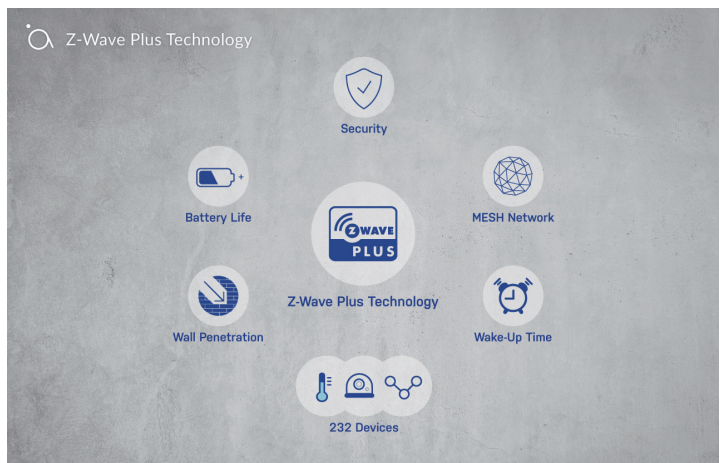 Z-Wave Plus Technology
Security
Battery Life
MESH Network
Z WAVE
PLUS
Z-Wave Plus Technology
Wall Penetration
Wake-Up Time
232 Devices